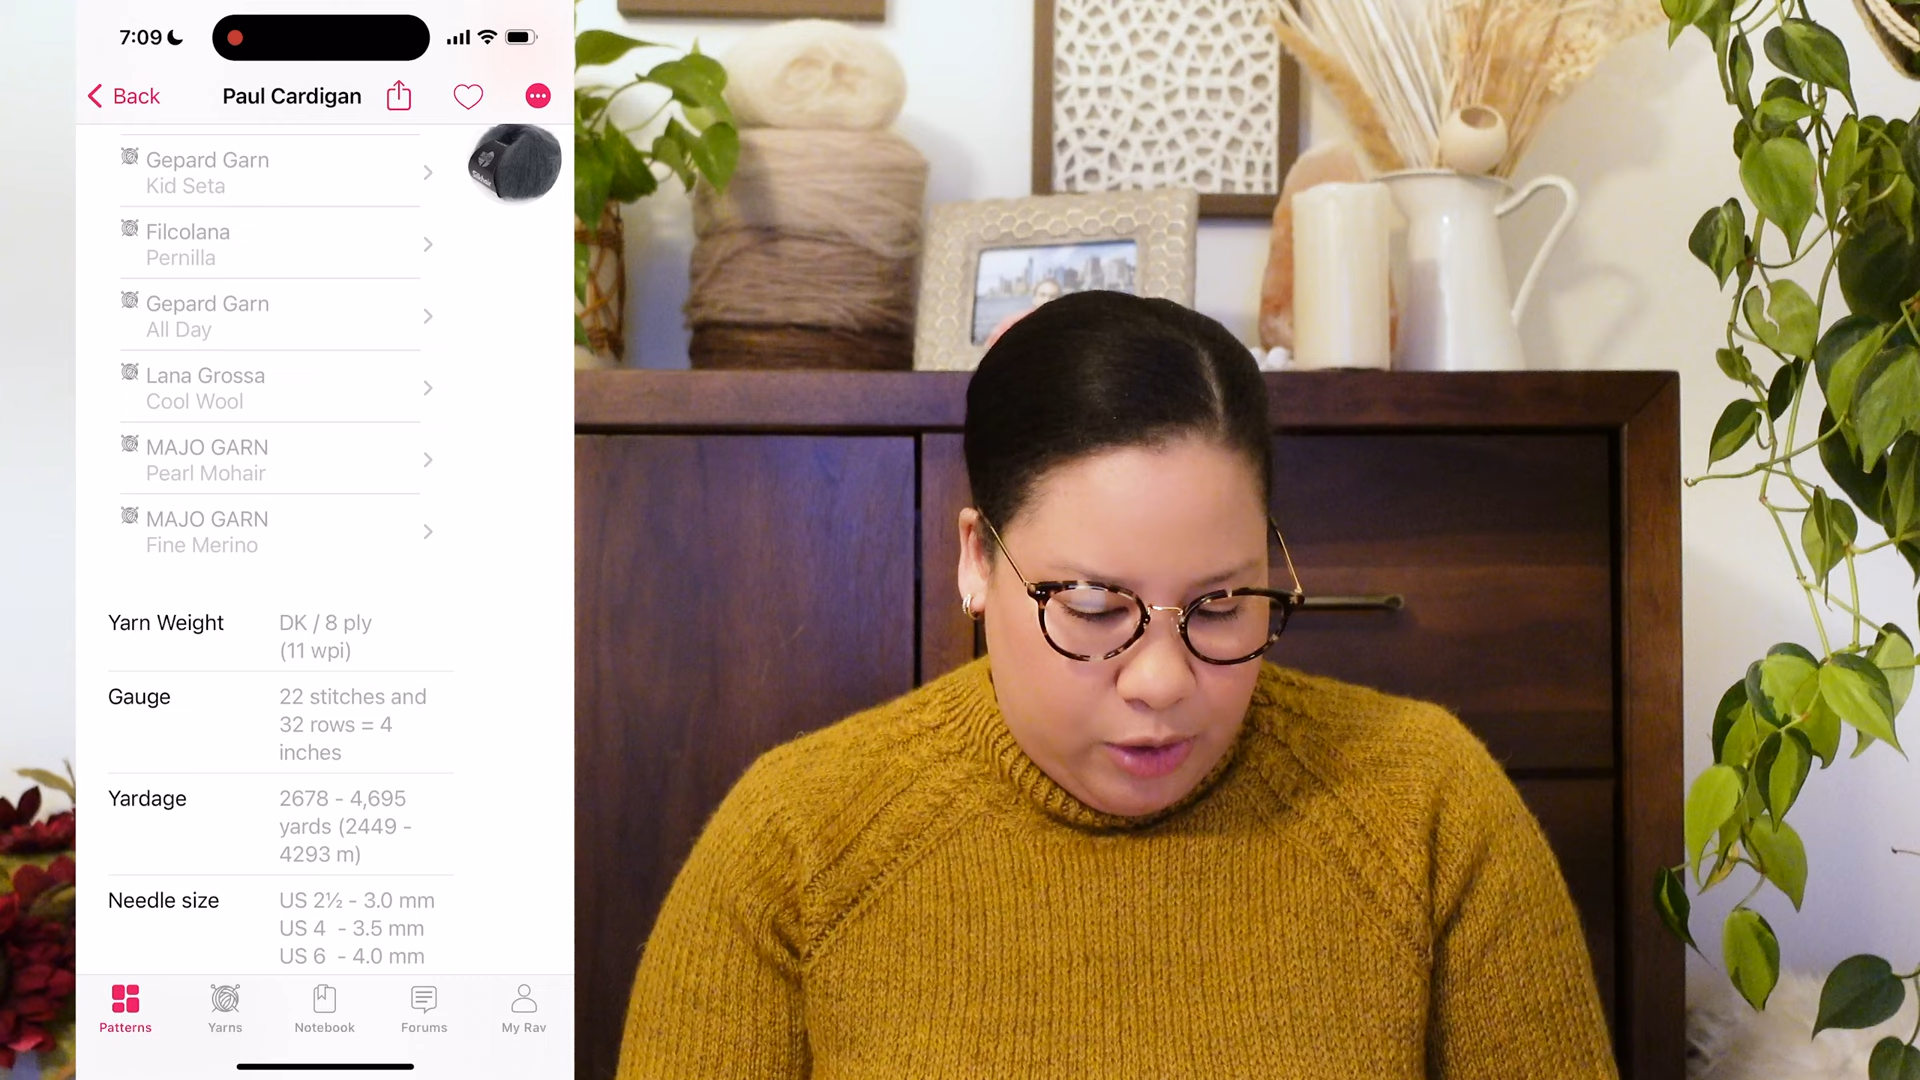 7:09
Back
Paul Cardigan
Gepard Garn
Kid Seta
Filcolana
Pernilla
Gepard Garn
All Day
Lana Grossa
Cool Wool
MAJO GARN
Pearl Mohair
MAJO GARN
Fine Merino
Yarn Weight
DK / 8 ply
(11 wpi)
Gauge
22 stitches and
32 rows = 4
inches
Yardage
2678 - 4,695
yards (2449 -
4293 m)
Needle size
US 2½ - 3.0 mm
US 4 - 3.5 mm
US 6 - 4.0 mm
Patterns
Yarns
Notebook
Forums
My Rav